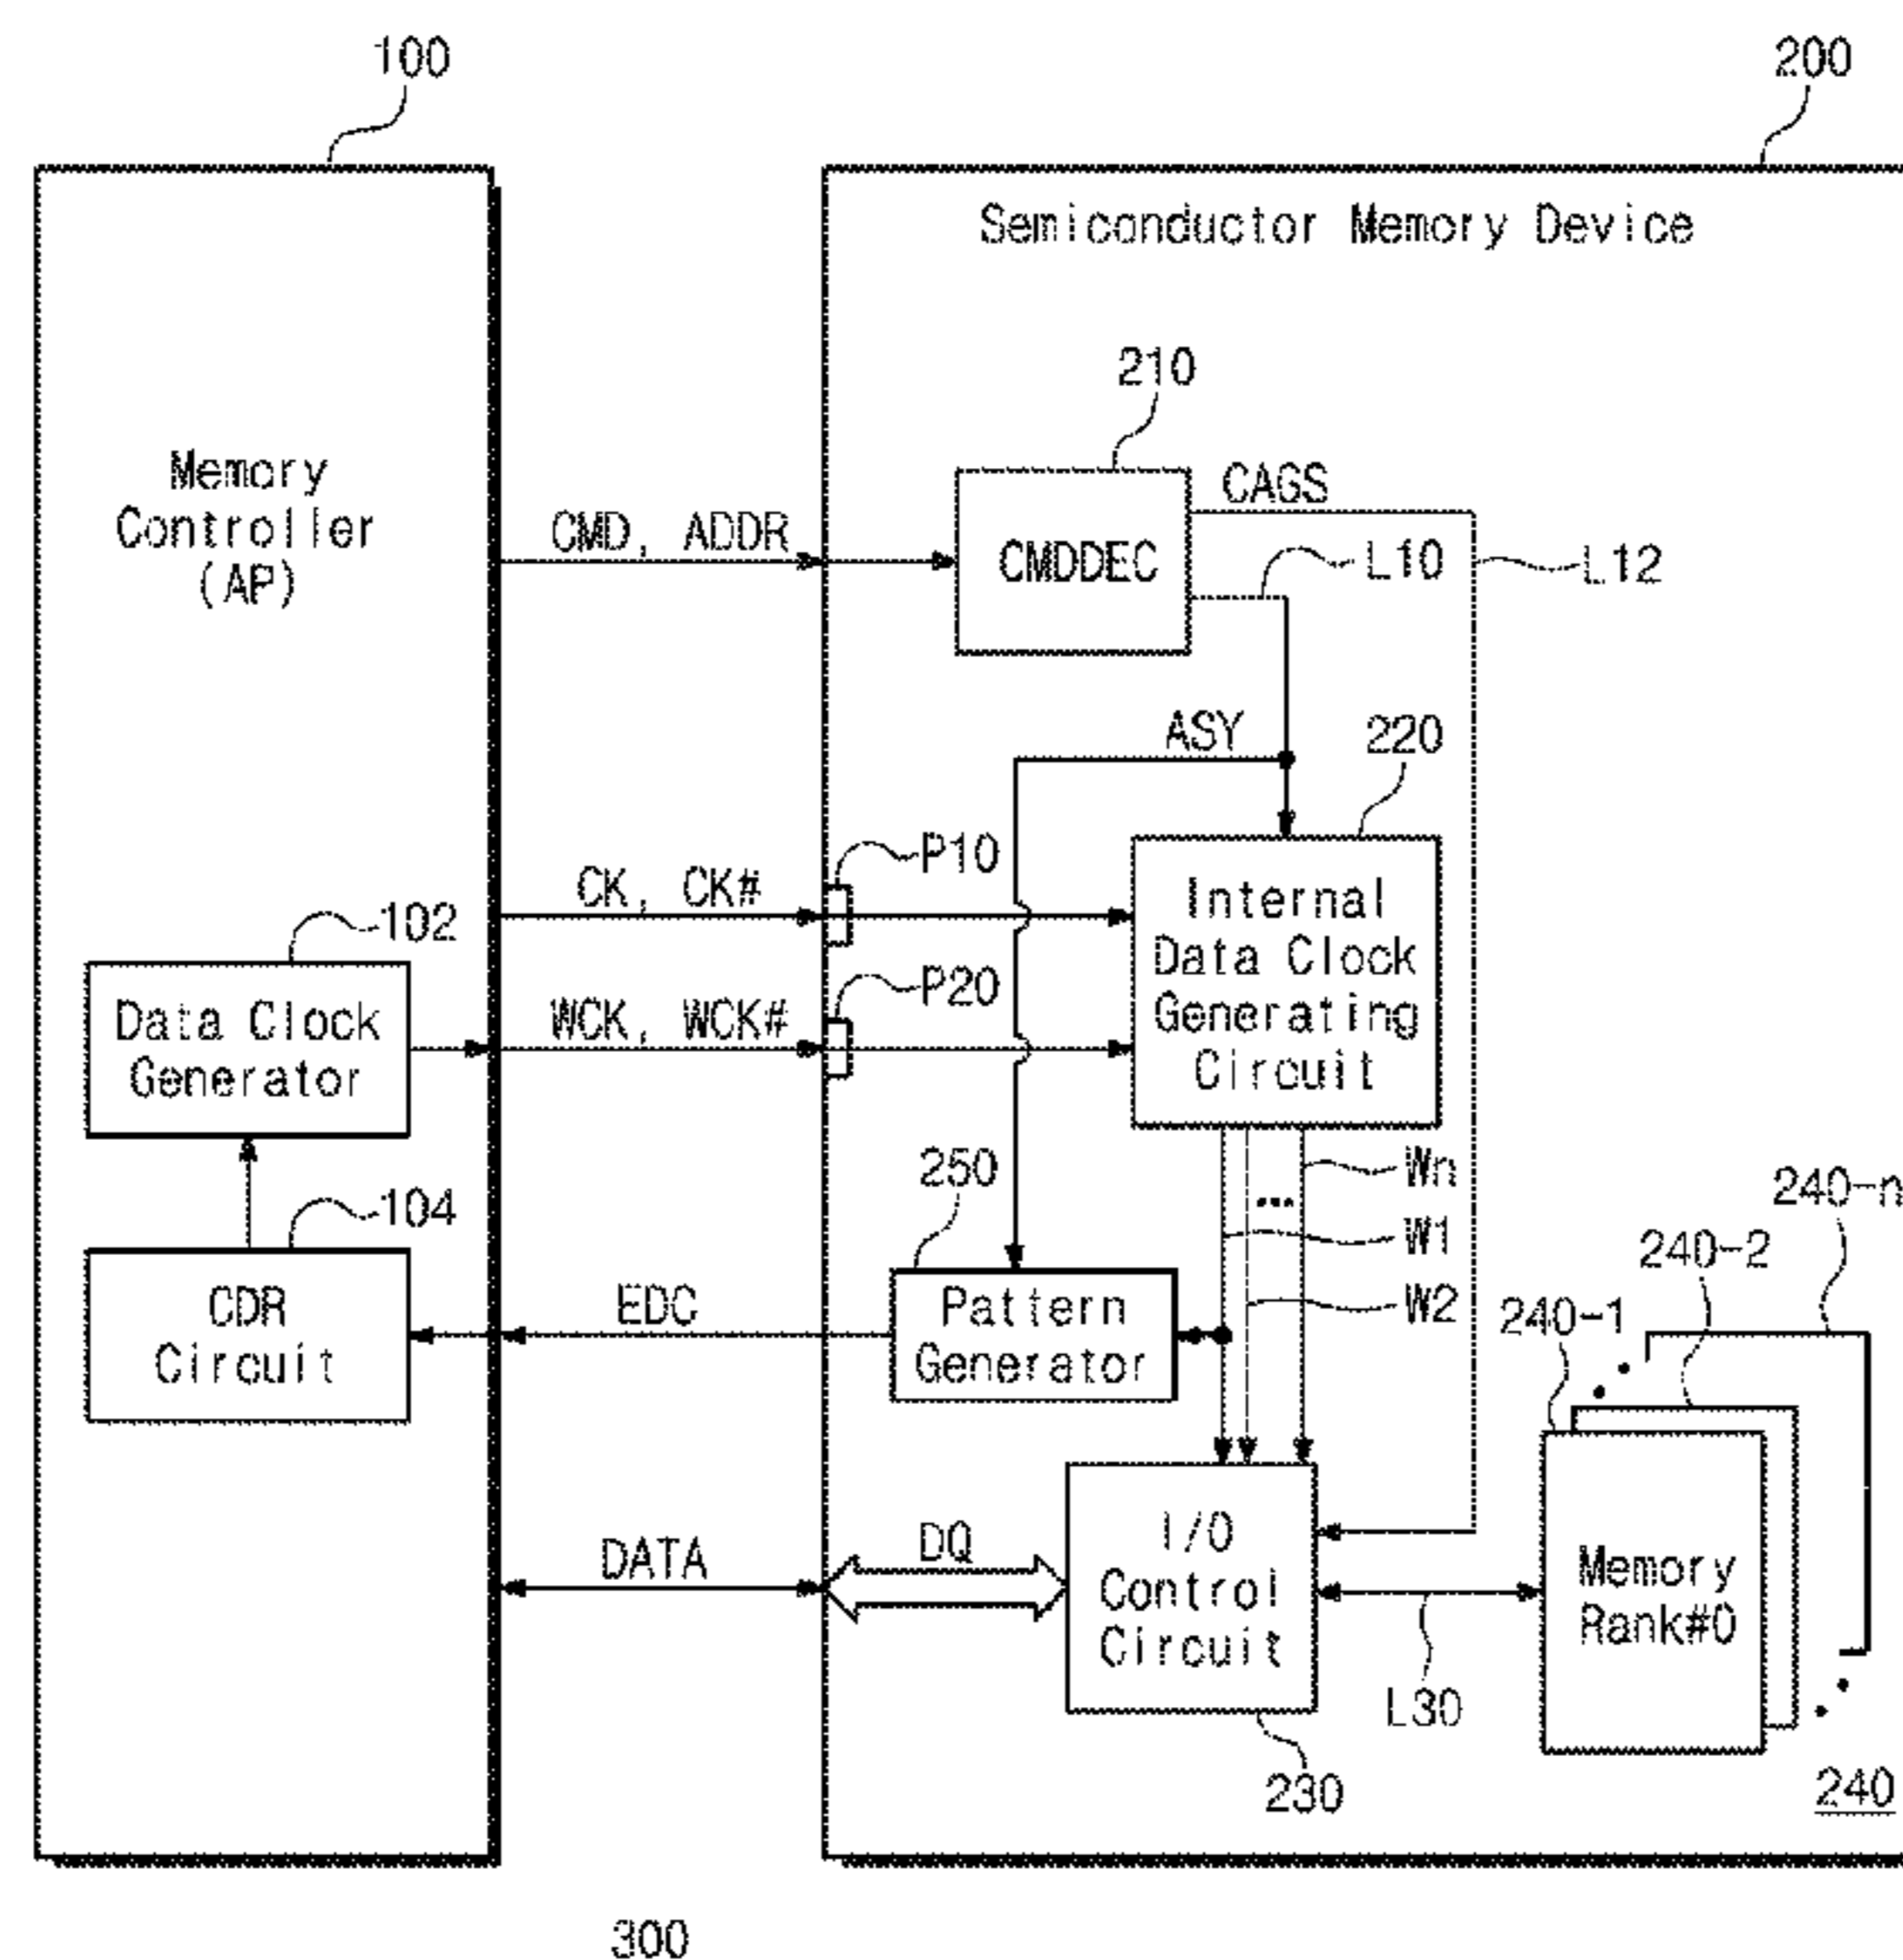 100
200
Semiconductor Memory Device
210
Memory
Controller
(AP)
CMD, ADDR
CMDDEC
CAGS
L10
L12
ASY
220
P10
CK, CK#
102
Data Clock
Generator
WCK, WCK#
P20
Internal
Data Clock
Generating
Circuit
250
Wn
...
W1
W2
104
CDR
Circuit
EDC
Pattern
Generator
240-n
240-2
240-1
DATA
DQ
I/O
Control
Circuit
Memory
Rank#0
L30
230
240
300